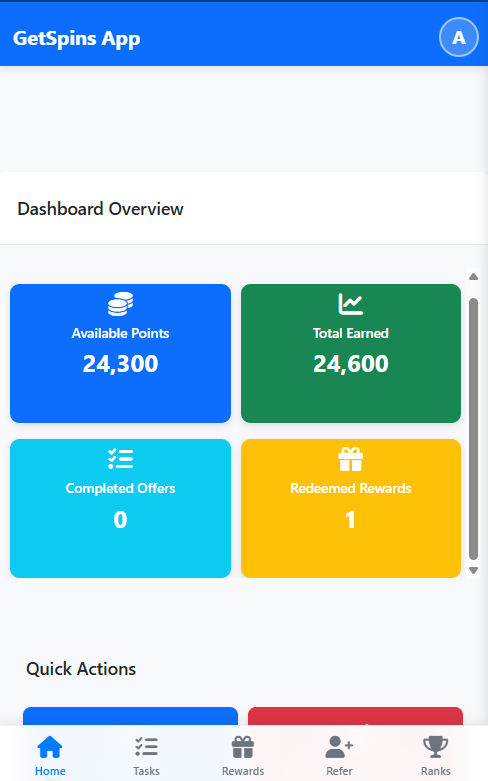 GetSpins App
A
Dashboard Overview
Available Points
24,300
Total Earned
24,600
Completed Offers
0
Redeemed Rewards
1
Quick Actions
Home
Tasks
Rewards
Refer
Ranks